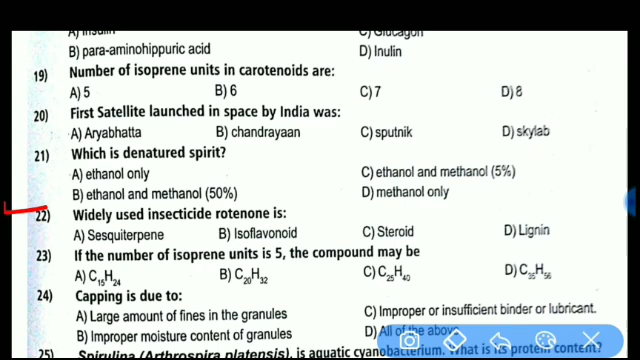 A) Insulin C) Glucagon
B) para-aminohippuric acid D) Inulin
19) Number of isoprene units in carotenoids are:
A) 5 B) 6 C) 7 D) 8
20) First Satellite launched in space by India was:
A) Aryabhatta B) chandrayaan C) sputnik D) skylab
21) Which is denatured spirit?
A) ethanol only C) ethanol and methanol (5%)
B) ethanol and methanol (50%) D) methanol only
22) Widely used insecticide rotenone is:
A) Sesquiterpene B) Isoflavonoid C) Steroid D) Lignin
23) If the number of isoprene units is 5, the compound may be
A) C15H24 B) C20H32 C) C25H40 D) C35H56
24) Capping is due to:
A) Large amount of fines in the granules C) Improper or insufficient binder or lubricant.
B) Improper moisture content of granules D) All of the above
25) Spirulina (Arthrospira platensis), is aquatic cyanobacterium. What is its protein content?